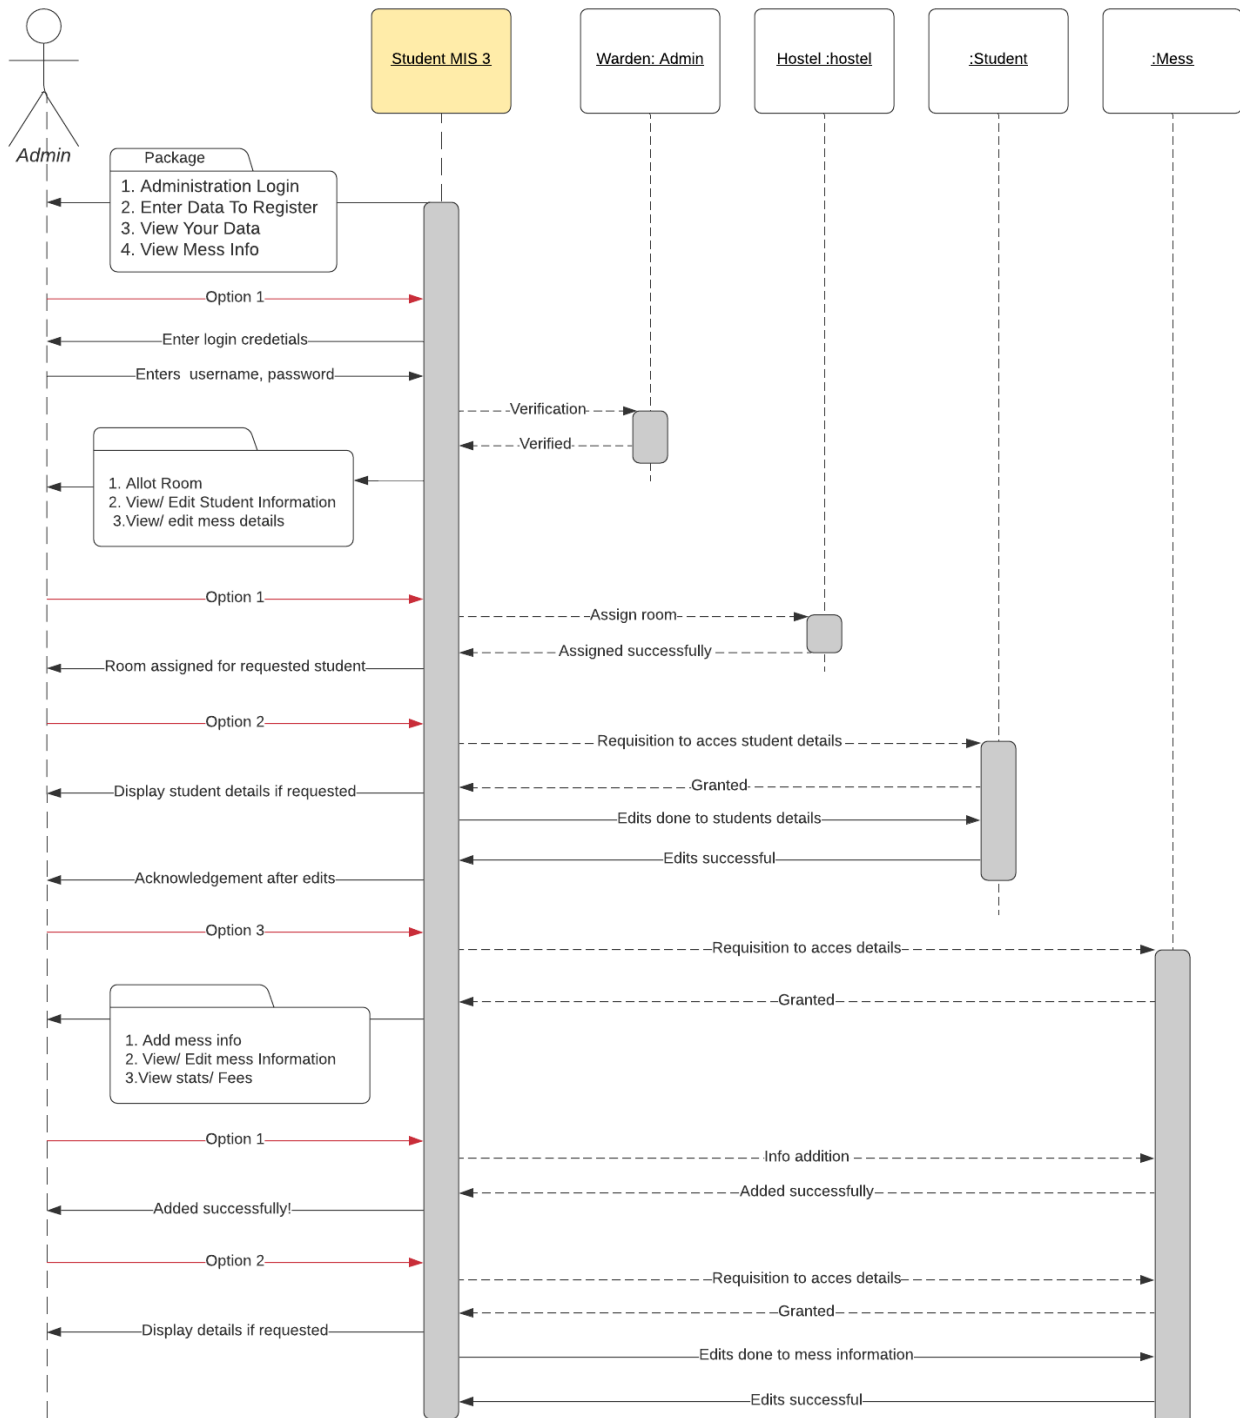 Student MIS 3
Warden: Admin
Hostel :hostel
:Student
:Mess
Admin
Package
1. Administration Login
2. Enter Data To Register
3. View Your Data
4. View Mess Info
Option 1
Enter login credetials
Enters username, password
Verification
Verified
1. Allot Room
2. View/ Edit Student Information
3.View/ edit mess details
Option 1
Assign room
Assigned successfully
Room assigned for requested student
Option 2
Requisition to acces student details
Granted
Display student details if requested
Edits done to students details
Edits successful
Acknowledgement after edits
Option 3
Requisition to acces details
Granted
1. Add mess info
2. View/ Edit mess Information
3.View stats/ Fees
Option 1
Info addition
Added successfully
Added successfully!
Option 2
Requisition to acces details
Granted
Display details if requested
Edits done to mess information
Edits successful